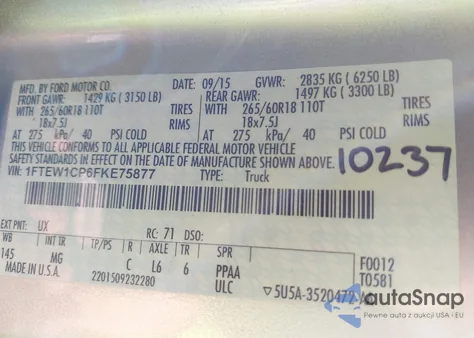 MFD. BY FORD MOTOR CO.
DATE: 09/15 GVWR: 2835 KG ( 6250 LB)
FRONT GAWR: 1429 KG ( 3150 LB) REAR GAWR: 1497 KG ( 3300 LB)
WITH 265/60R18 110T TIRES WITH 265/60R18 110T TIRES
18x7.5J RIMS 18x7.5J RIMS
AT 275 kPa/ 40 PSI COLD AT 275 kPa/ 40 PSI COLD
THIS VEHICLE CONFORMS TO ALL APPLICABLE FEDERAL MOTOR VEHICLE
SAFETY STANDARDS IN EFFECT ON THE DATE OF MANUFACTURE SHOWN ABOVE.
10237
VIN: 1FTEW1CP6FKE75877 TYPE: Truck
EXT PNT: UX RC: 71 DSO:
WB INT TR TP/PS R AXLE TR SPR
145 MG C L6 6 PPAA F0012
MADE IN U.S.A. 2201509232280 ULC T0581
▽5U5A-3520472
autoSnap
Pewne auta z aukcji USA i EU